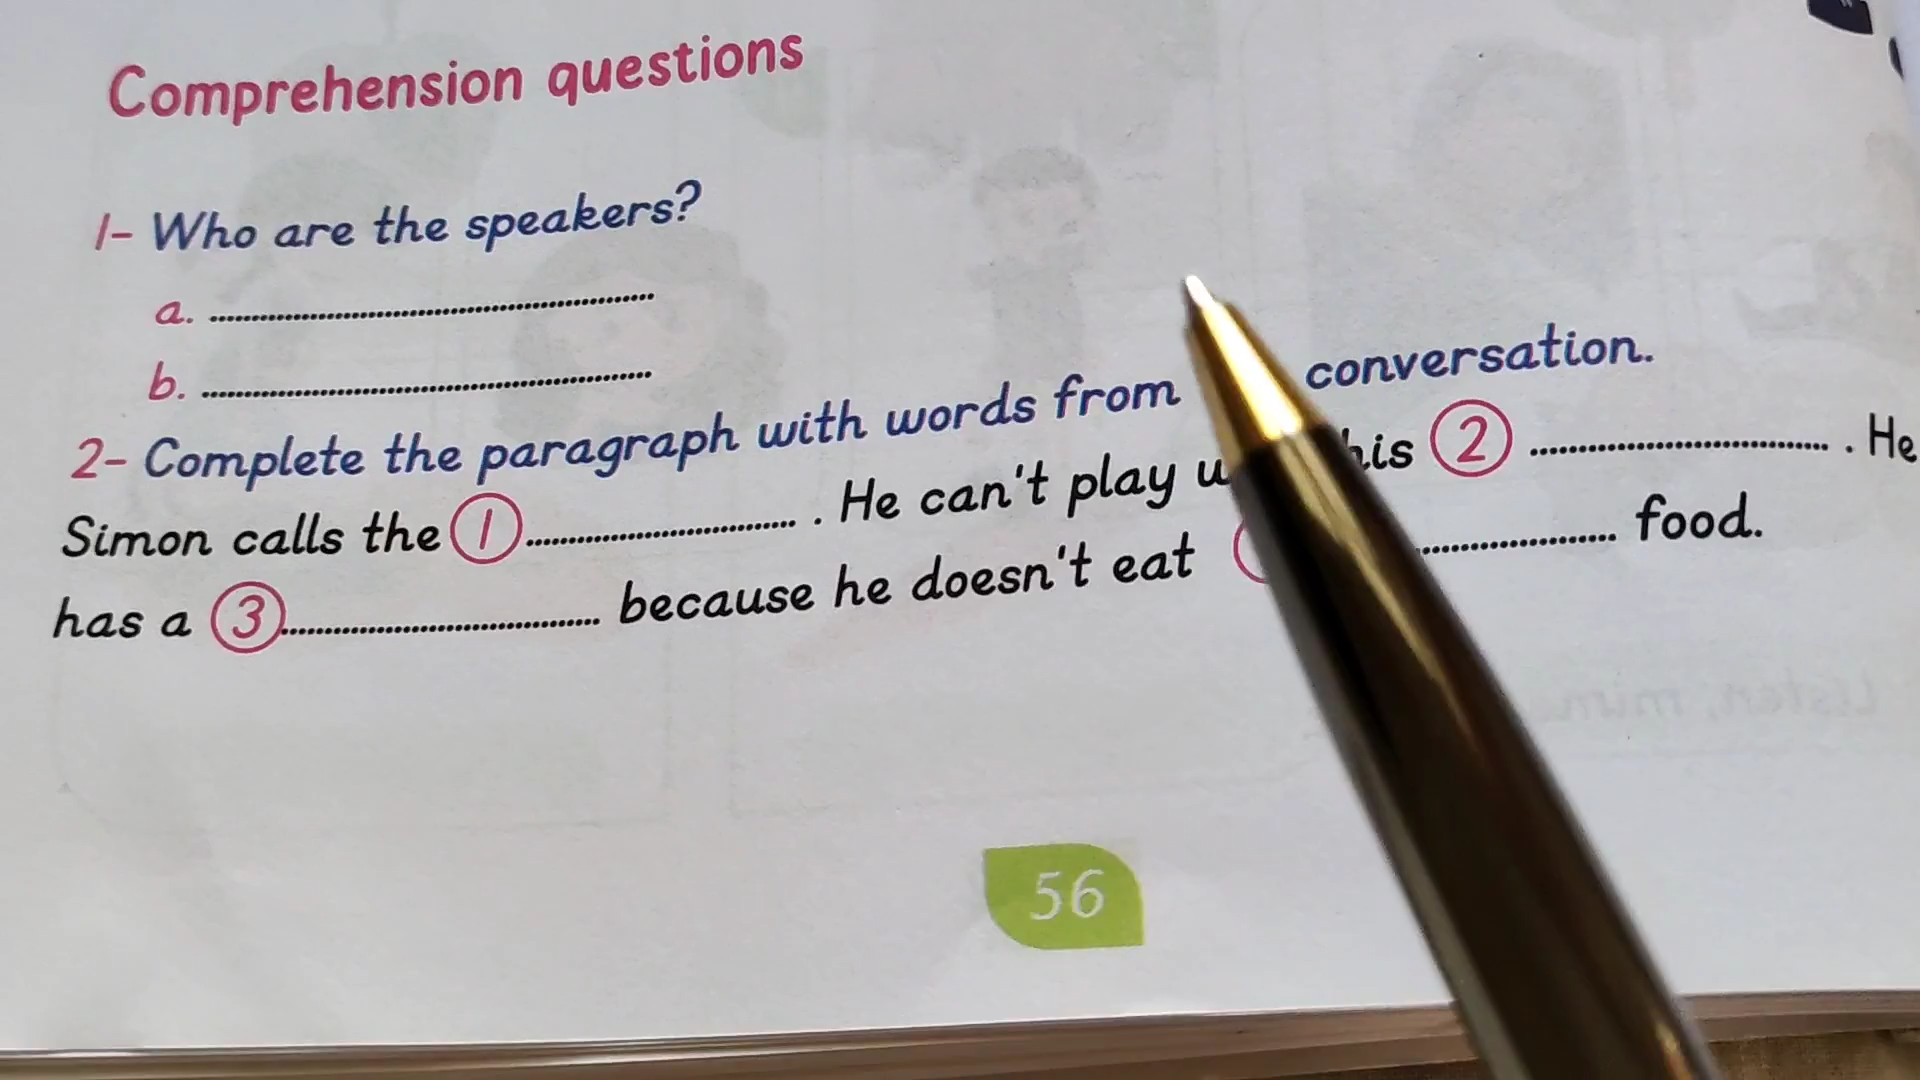 Comprehension questions
1- Who are the speakers?
a. ................
b. ................
2- Complete the paragraph with words from conversation.
Simon calls the ① ................ . He can't play his ② ................ . He
has a ③ ................ because he doesn't eat ................ food.
56